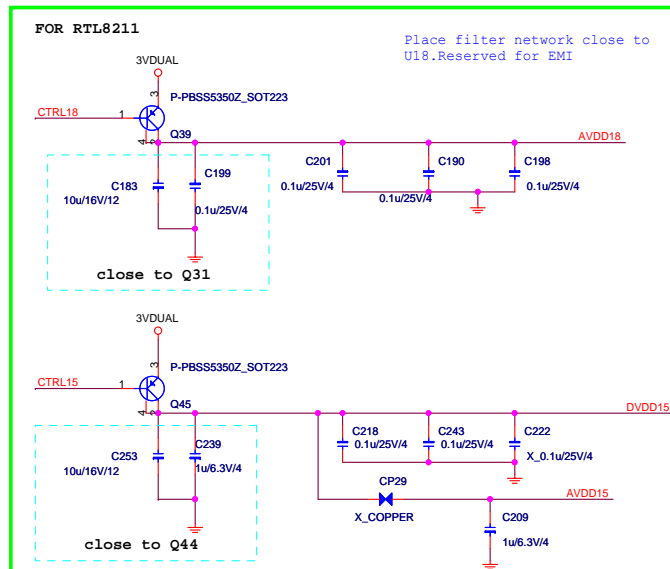 FOR RTL8211
Place filter network close to
U18.Reserved for EMI
3VDUAL
3
P-PBSS5350Z_SOT223
CTRL18
1
Q39
4
2
AVDD18
C183
10u/16V/12
C199
0.1u/25V/4
C201
0.1u/25V/4
C190
0.1u/25V/4
C198
0.1u/25V/4
close to Q31
3VDUAL
3
P-PBSS5350Z_SOT223
CTRL15
1
Q45
4
2
DVDD15
C253
10u/16V/12
C239
1u/6.3V/4
C218
0.1u/25V/4
C243
0.1u/25V/4
C222
X_0.1u/25V/4
CP29
X_COPPER
AVDD15
C209
1u/6.3V/4
close to Q44